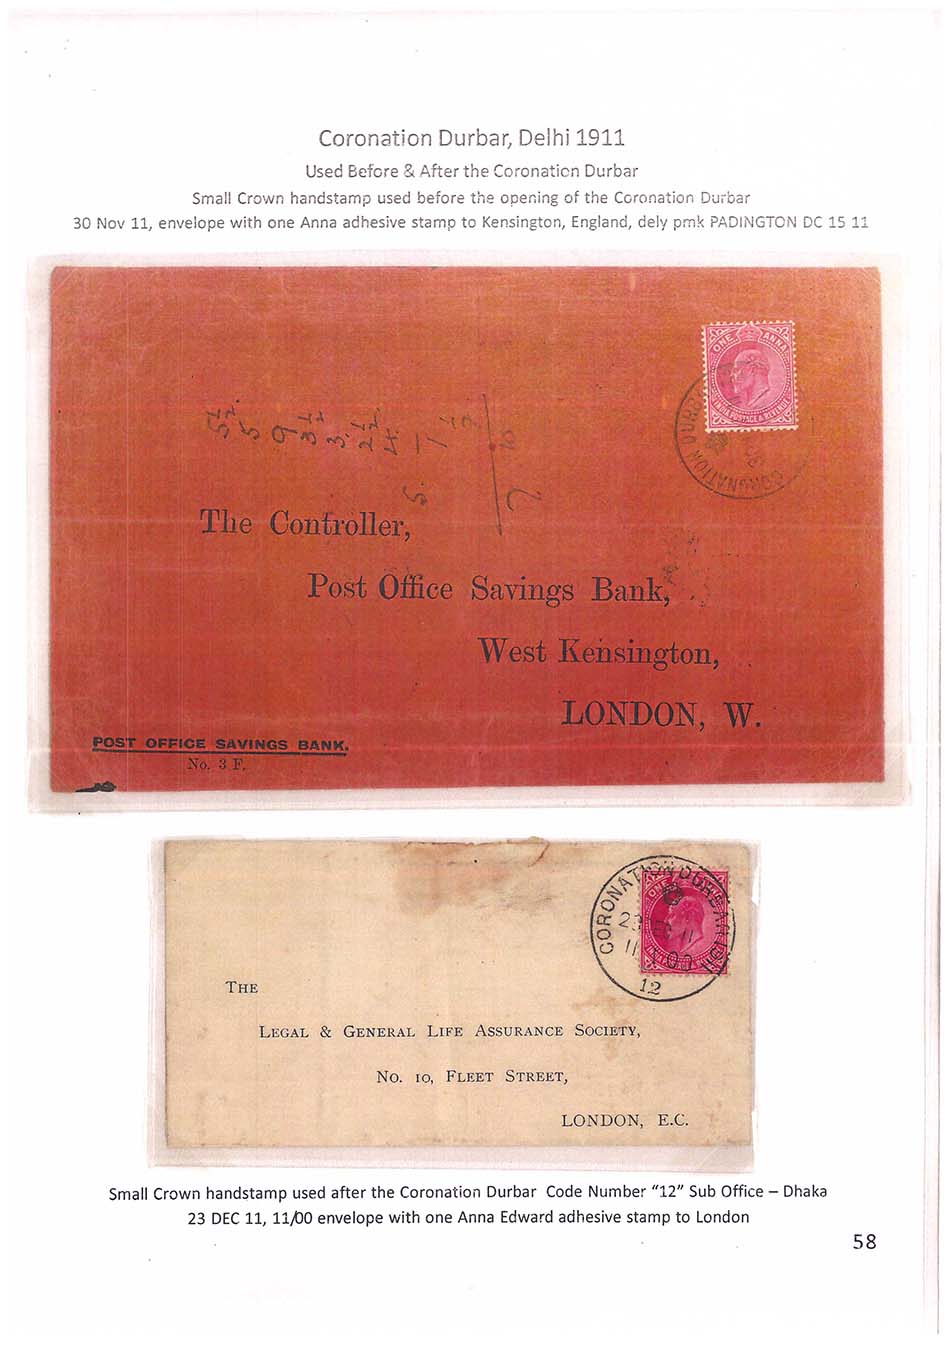 Coronation Durbar, Delhi 1911
Used Before & After the Coronation Durbar
Small Crown handstamp used before the opening of the Coronation Durbar
30 Nov 11, envelope with one Anna adhesive stamp to Kensington, England, dely pmk PADINGTON DC 15 11
ONE ANNA
INDIA POSTAGE & REVENUE
CORONATION DURBAR
The Controller,
Post Office Savings Bank,
West Kensington,
LONDON, W.
POST OFFICE SAVINGS BANK.
No. 3 F.
CORONATION DURBAR
11
12
THE
LEGAL & GENERAL LIFE ASSURANCE SOCIETY,
No. 10, FLEET STREET,
LONDON, E.C.
Small Crown handstamp used after the Coronation Durbar Code Number "12" Sub Office – Dhaka
23 DEC 11, 11/00 envelope with one Anna Edward adhesive stamp to London
58